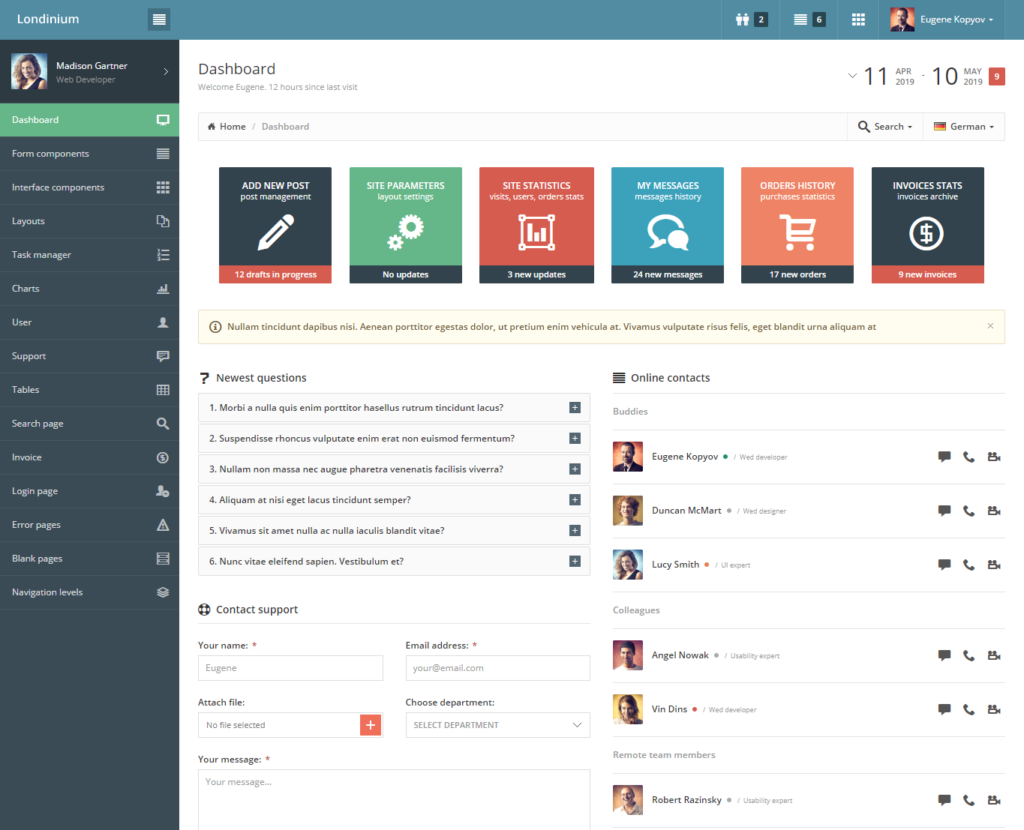 Londinium
2
6
Eugene Kopyov
Madison Gartner
Web Developer
Dashboard
Form components
Interface components
Layouts
Task manager
Charts
User
Support
Tables
Search page
Invoice
Login page
Error pages
Blank pages
Navigation levels
Dashboard
Welcome Eugene. 12 hours since last visit
11 APR 2019 - 10 MAY 2019 9
Home / Dashboard
Search
German
ADD NEW POST
post management
12 drafts in progress
SITE PARAMETERS
layout settings
No updates
SITE STATISTICS
visits, users, orders stats
3 new updates
MY MESSAGES
messages history
24 new messages
ORDERS HISTORY
purchases statistics
17 new orders
INVOICES STATS
invoices archive
9 new invoices
Nullam tincidunt dapibus nisi. Aenean porttitor egestas dolor, ut pretium enim vehicula at. Vivamus vulputate risus felis, eget blandit urna aliquam at ×
Newest questions
1. Morbi a nulla quis enim porttitor hasellus rutrum tincidunt lacus?
2. Suspendisse rhoncus vulputate enim erat non euismod fermentum?
3. Nullam non massa nec augue pharetra venenatis facilisis viverra?
4. Aliquam at nisi eget lacus tincidunt semper?
5. Vivamus sit amet nulla ac nulla iaculis blandit vitae?
6. Nunc vitae eleifend sapien. Vestibulum et?
Contact support
Your name: *
Eugene
Email address: *
your@email.com
Attach file:
No file selected
Choose department:
SELECT DEPARTMENT
Your message: *
Your message...
Online contacts
Buddies
Eugene Kopyov / Wed developer
Duncan McMart / Wed designer
Lucy Smith / UI expert
Colleagues
Angel Nowak / Usability expert
Vin Dins / Wed developer
Remote team members
Robert Razinsky / Usability expert